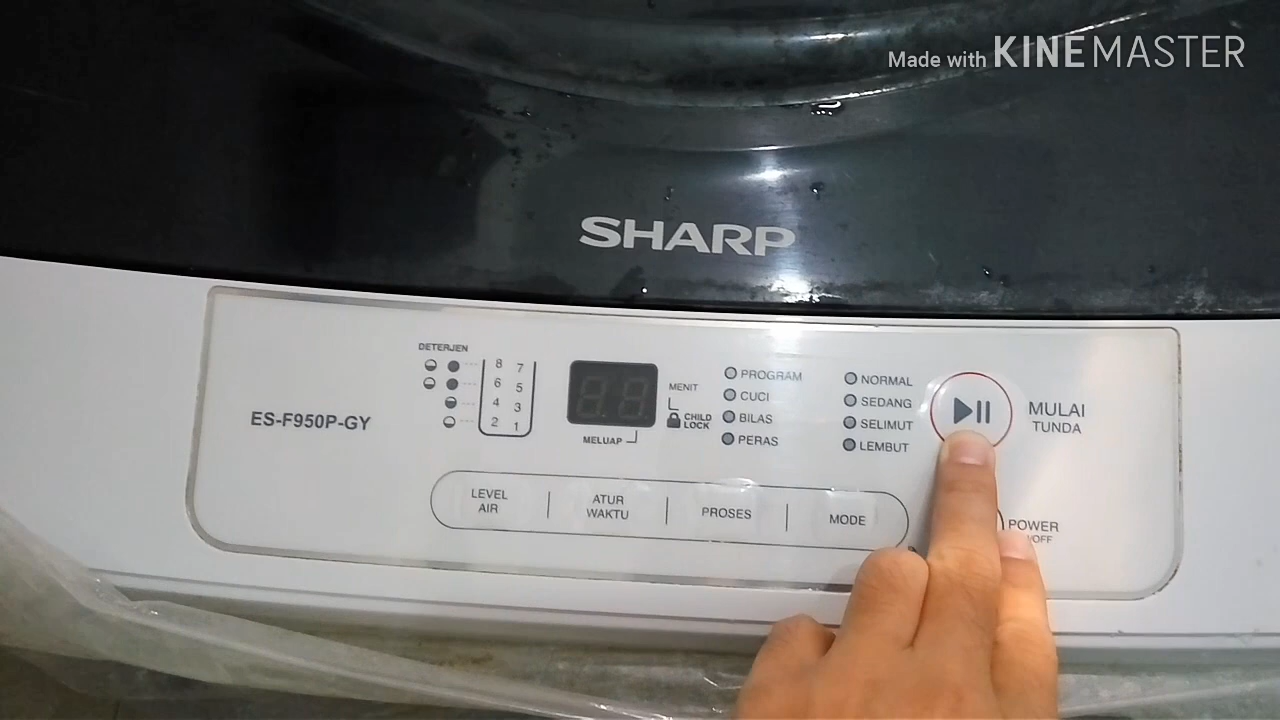 Made with KINEMASTER
SHARP
ES-F950P-GY
DETERJEN
8 7
6 5
4 3
2 1
MENIT
CHILD
LOCK
MELUAP
PROGRAM
CUCI
BILAS
PERAS
NORMAL
SEDANG
SELIMUT
LEMBUT
MULAI
TUNDA
LEVEL
AIR
ATUR
WAKTU
PROSES
MODE
POWER
/OFF